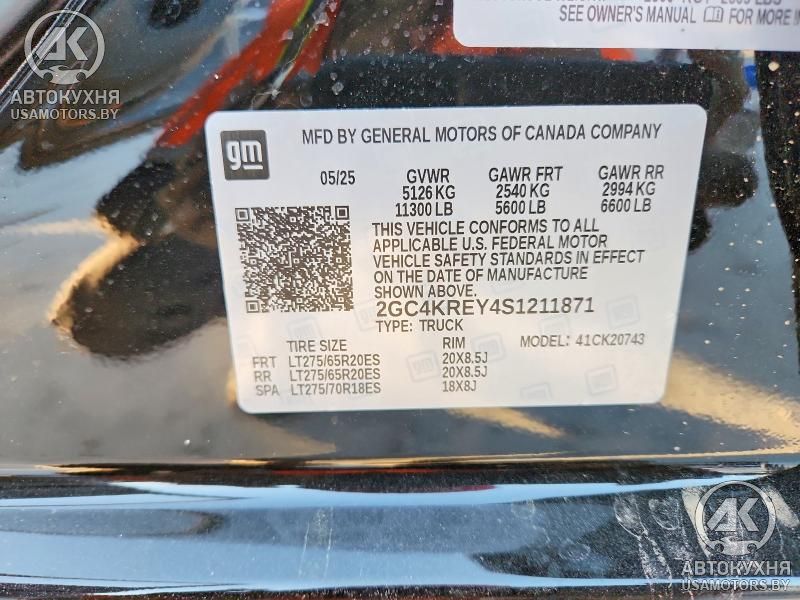 SEE OWNER'S MANUAL FOR MORE IN
AK
АВТОКУХНЯ
USAMOTORS.BY
gm
MFD BY GENERAL MOTORS OF CANADA COMPANY
05/25 GVWR GAWR FRT GAWR RR
5126 KG 2540 KG 2994 KG
11300 LB 5600 LB 6600 LB
THIS VEHICLE CONFORMS TO ALL
APPLICABLE U.S. FEDERAL MOTOR
VEHICLE SAFETY STANDARDS IN EFFECT
ON THE DATE OF MANUFACTURE
SHOWN ABOVE.
2GC4KREY4S1211871
TYPE: TRUCK MODEL: 41CK20743
TIRE SIZE RIM
FRT LT275/65R20ES 20X8.5J
RR LT275/65R20ES 20X8.5J
SPA LT275/70R18ES 18X8J
AK
АВТОКУХНЯ
USAMOTORS.BY